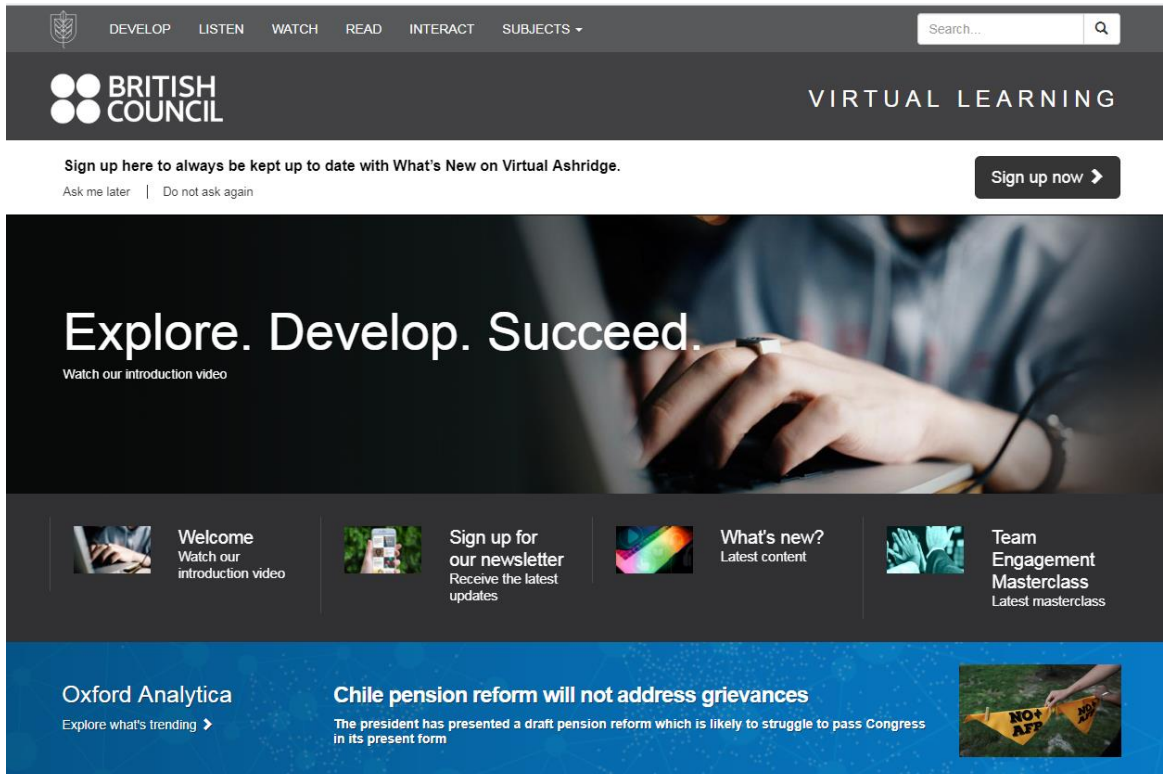 DEVELOP LISTEN WATCH READ INTERACT SUBJECTS
Search...
BRITISH
COUNCIL
VIRTUAL LEARNING
Sign up here to always be kept up to date with What's New on Virtual Ashridge.
Ask me later | Do not ask again
Sign up now
Explore. Develop. Succeed.
Watch our introduction video
Welcome
Watch our
introduction video
Sign up for
our newsletter
Receive the latest
updates
What's new?
Latest content
Team
Engagement
Masterclass
Latest masterclass
Oxford Analytica
Explore what's trending
Chile pension reform will not address grievances
The president has presented a draft pension reform which is likely to struggle to pass Congress
in its present form
NO+
AFP
NO+